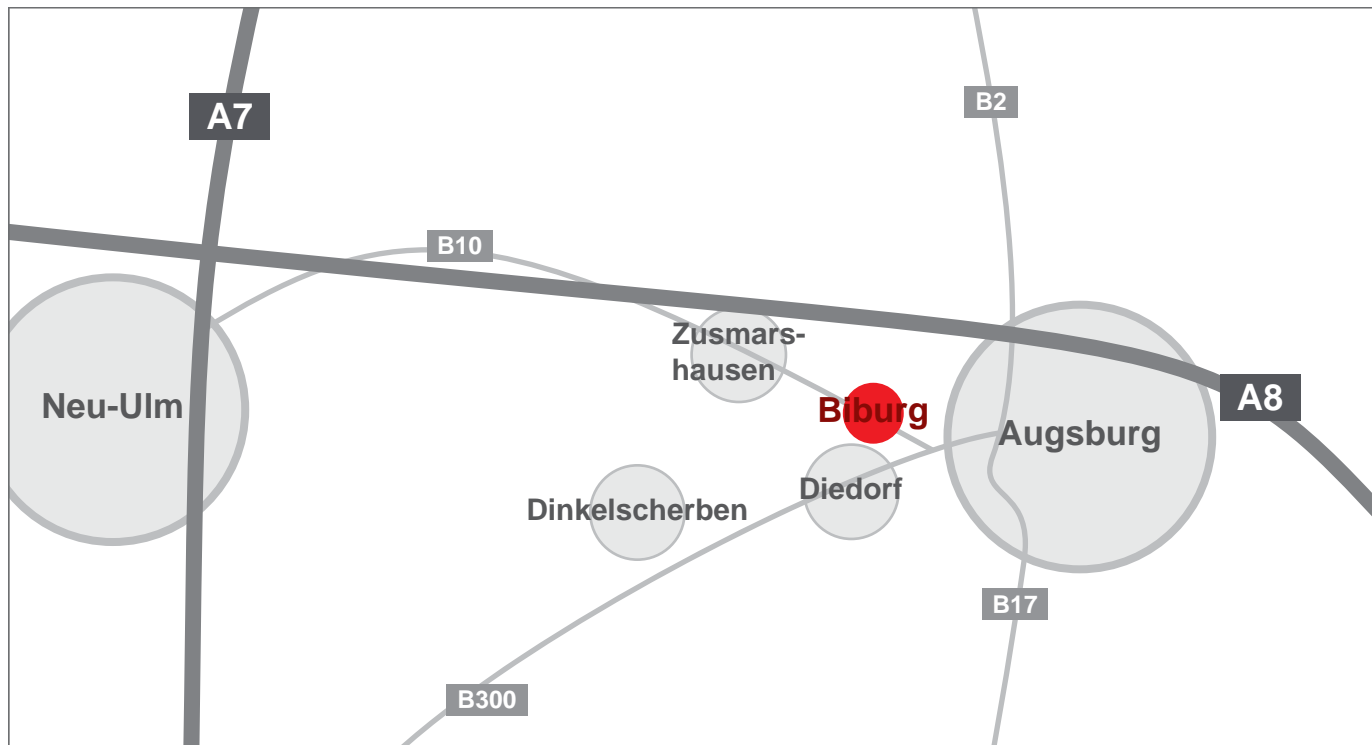 B2
A7
B10
Zusmars-
hausen
A8
Neu-Ulm
Biburg
Augsburg
Diedorf
Dinkelscherben
B17
B300